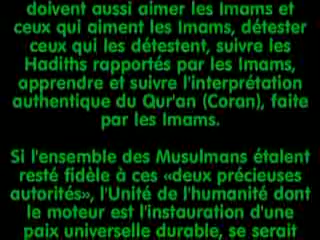 doivent aussi aimer les Imams et
ceux qui aiment les Imams, détester
ceux qui les détestent, suivre les
Hadiths rapportés par les Imams,
apprendre et suivre l'interprétation
authentique du Qur'an (Coran), faite
par les Imams.
Si l'ensemble des Musulmans étalent
resté fidèle à ces «deux précieuses
autorités», l'Unité de l'humanité dont
le moteur est l'instauration d'une
paix universelle durable, se serait